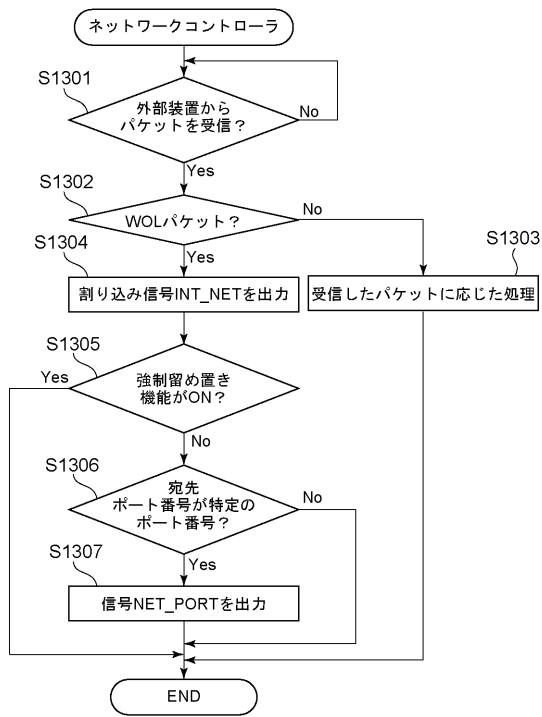 ネットワークコントローラ
S1301
外部装置から
パケットを受信？
No
Yes
S1302
WOLパケット？
No
Yes
S1303
受信したパケットに応じた処理
S1304
割り込み信号INT_NETを出力
S1305
強制留め置き
機能がON？
Yes
No
S1306
宛先
ポート番号が特定の
ポート番号？
No
Yes
S1307
信号NET_PORTを出力
END